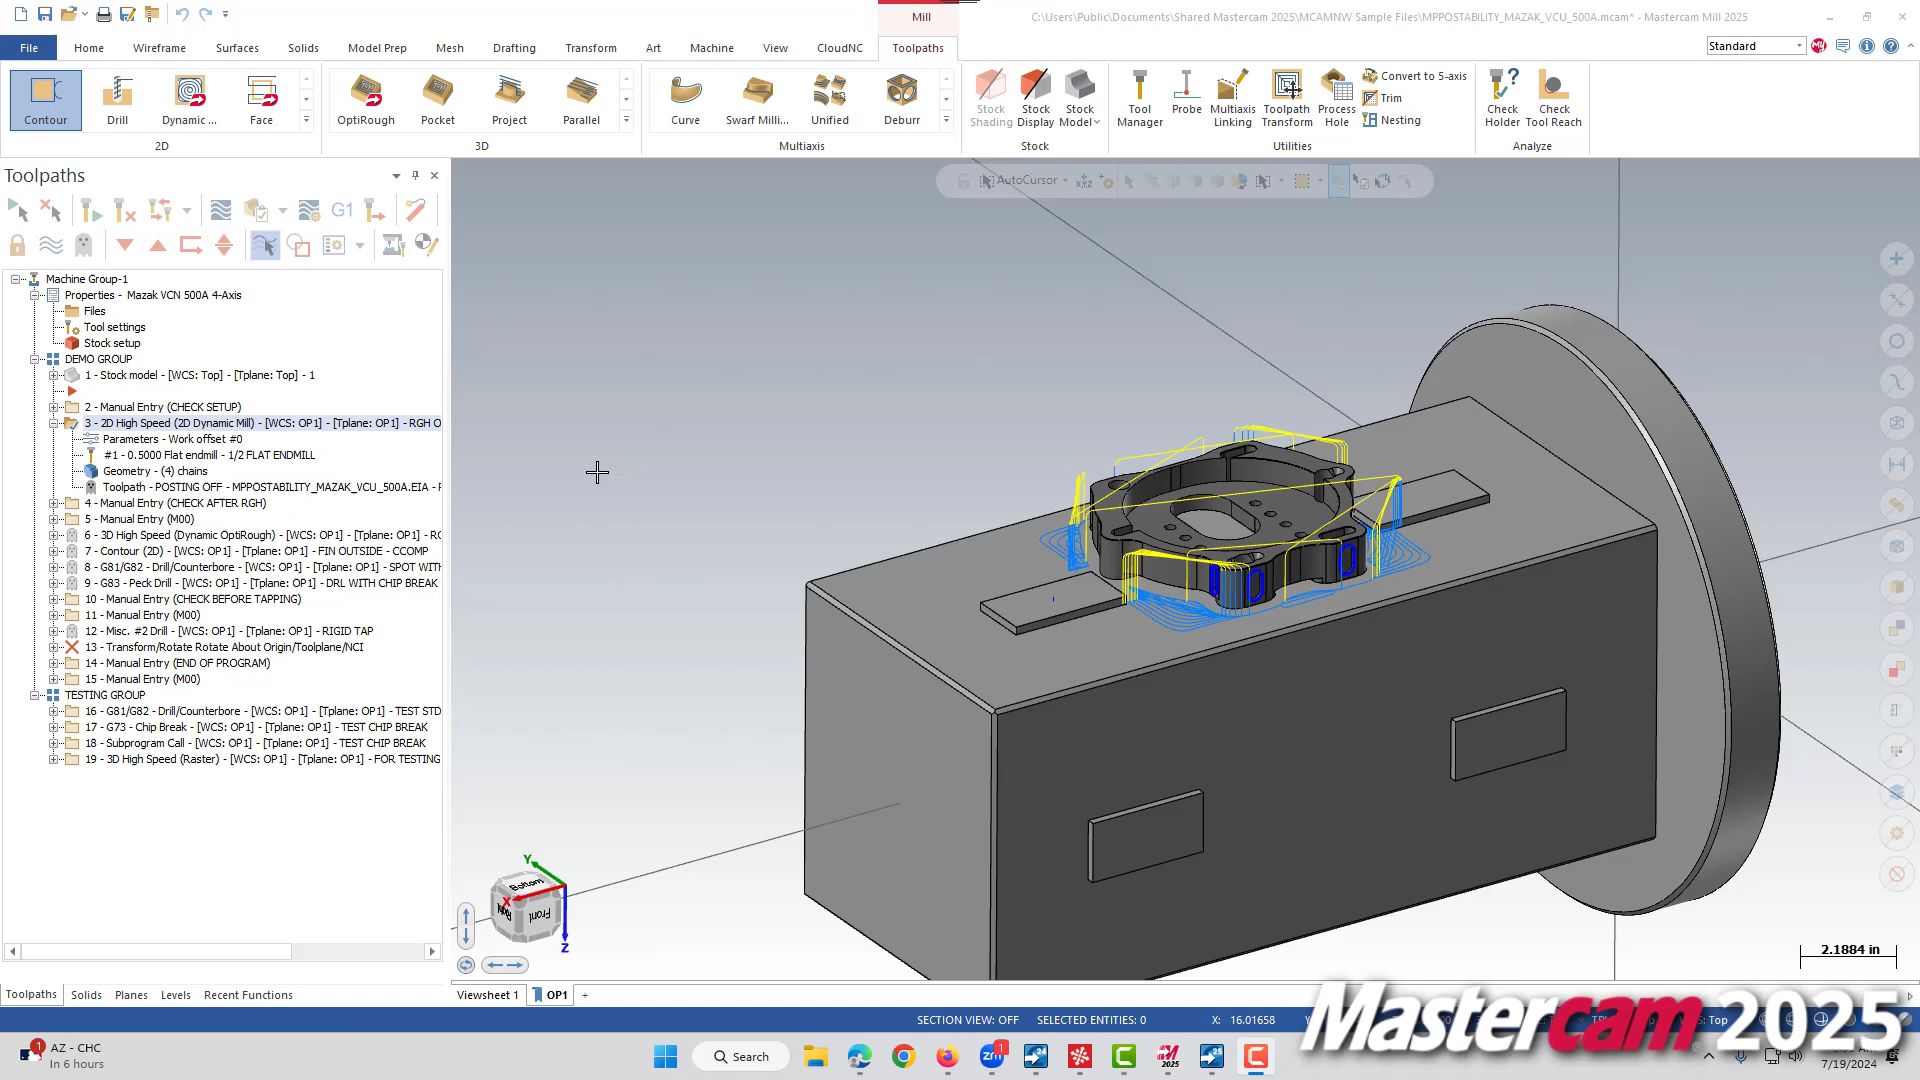 Mill
C:\Users\Public\Documents\Shared Mastercam 2025\MCAMNW Sample Files\MPPOSTABILITY_MAZAK_VCU_500A.mcam* - Mastercam Mill 2025
File Home Wireframe Surfaces Solids Model Prep Mesh Drafting Transform Art Machine View CloudNC Toolpaths
Standard
Contour Drill Dynamic ... Face
2D
OptiRough Pocket Project Parallel
3D
Curve Swarf Milli... Unified Deburr
Multiaxis
Stock Shading Stock Display Stock Model
Stock
Tool Manager Probe Multiaxis Linking Toolpath Transform Process Hole
Convert to 5-axis
Trim
Nesting
Utilities
Check Holder Check Tool Reach
Analyze
Toolpaths
G1
AutoCursor
XYZ
Machine Group-1
Properties - Mazak VCN 500A 4-Axis
Files
Tool settings
Stock setup
DEMO GROUP
1 - Stock model - [WCS: Top] - [Tplane: Top] - 1
2 - Manual Entry (CHECK SETUP)
3 - 2D High Speed (2D Dynamic Mill) - [WCS: OP1] - [Tplane: OP1] - RGH O
Parameters - Work offset #0
#1 - 0.5000 Flat endmill - 1/2 FLAT ENDMILL
Geometry - (4) chains
Toolpath - POSTING OFF - MPPOSTABILITY_MAZAK_VCU_500A.EIA - F
4 - Manual Entry (CHECK AFTER RGH)
5 - Manual Entry (M00)
6 - 3D High Speed (Dynamic OptiRough) - [WCS: OP1] - [Tplane: OP1] - RC
7 - Contour (2D) - [WCS: OP1] - [Tplane: OP1] - FIN OUTSIDE - CCOMP
8 - G81/G82 - Drill/Counterbore - [WCS: OP1] - [Tplane: OP1] - SPOT WITH
9 - G83 - Peck Drill - [WCS: OP1] - [Tplane: OP1] - DRL WITH CHIP BREAK
10 - Manual Entry (CHECK BEFORE TAPPING)
11 - Manual Entry (M00)
12 - Misc. #2 Drill - [WCS: OP1] - [Tplane: OP1] - RIGID TAP
13 - Transform/Rotate Rotate About Origin/Toolplane/NCI
14 - Manual Entry (END OF PROGRAM)
15 - Manual Entry (M00)
TESTING GROUP
16 - G81/G82 - Drill/Counterbore - [WCS: OP1] - [Tplane: OP1] - TEST STD
17 - G73 - Chip Break - [WCS: OP1] - [Tplane: OP1] - TEST CHIP BREAK
18 - Subprogram Call - [WCS: OP1] - [Tplane: OP1] - TEST CHIP BREAK
19 - 3D High Speed (Raster) - [WCS: OP1] - [Tplane: OP1] - FOR TESTING
Y
Bottom
X
Right
Front
Z
2.1884 in
Toolpaths Solids Planes Levels Recent Functions
Viewsheet 1 OP1 +
SECTION VIEW: OFF SELECTED ENTITIES: 0 X: 16.01658
Top
Mastercam 2025
1
AZ - CHC
In 6 hours
Search
zm
1
24
2025
25
7/19/2024